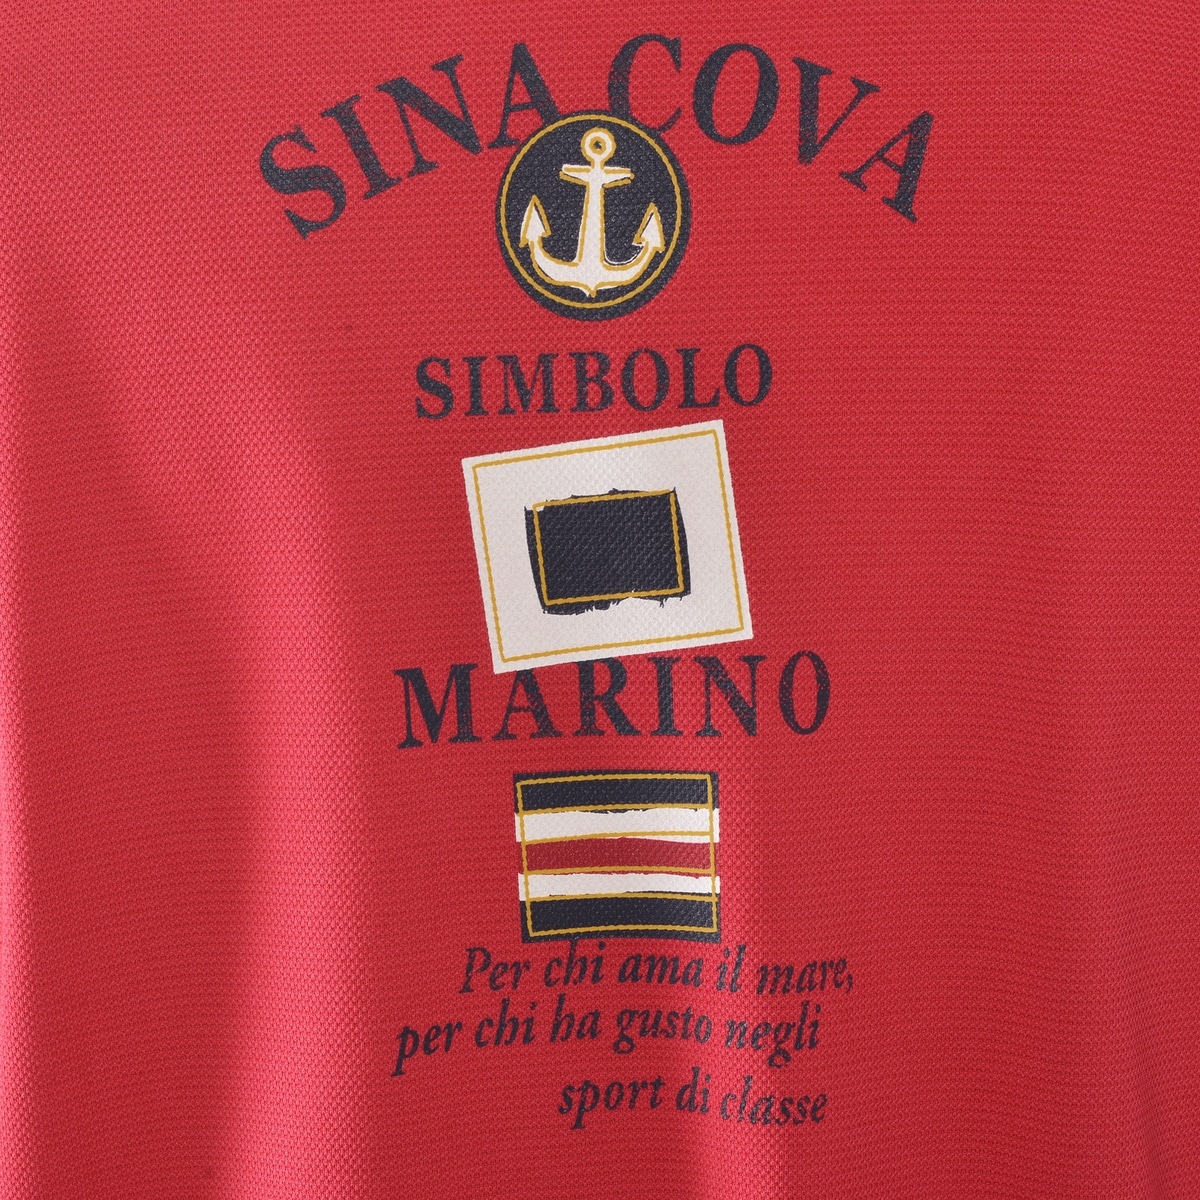 SINA COVA
SIMBOLO
MARINO
Per chi ama il mare,
per chi ha gusto negli
sport di classe